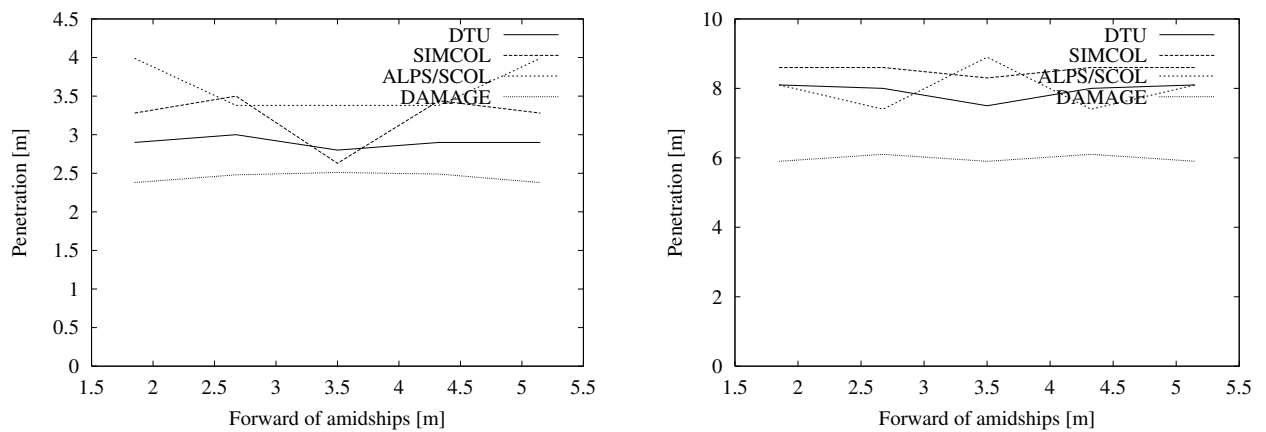 4.5
4
3.5
3
2.5
2
1.5
1
0.5
0
Penetration [m]
DTU
SIMCOL
ALPS/SCOL
DAMAGE
1.5 2 2.5 3 3.5 4 4.5 5 5.5
Forward of amidships [m]
10
8
6
4
2
0
Penetration [m]
DTU
SIMCOL
ALPS/SCOL
DAMAGE
1.5 2 2.5 3 3.5 4 4.5 5 5.5
Forward of amidships [m]